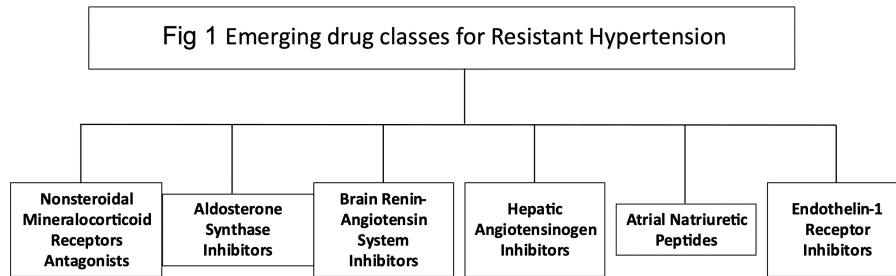 Fig 1 Emerging drug classes for Resistant Hypertension
Nonsteroidal
Mineralocorticoid
Receptors
Antagonists
Aldosterone
Synthase
Inhibitors
Brain Renin-
Angiotensin
System
Inhibitors
Hepatic
Angiotensinogen
Inhibitors
Atrial Natriuretic
Peptides
Endothelin-1
Receptor
Inhibitors